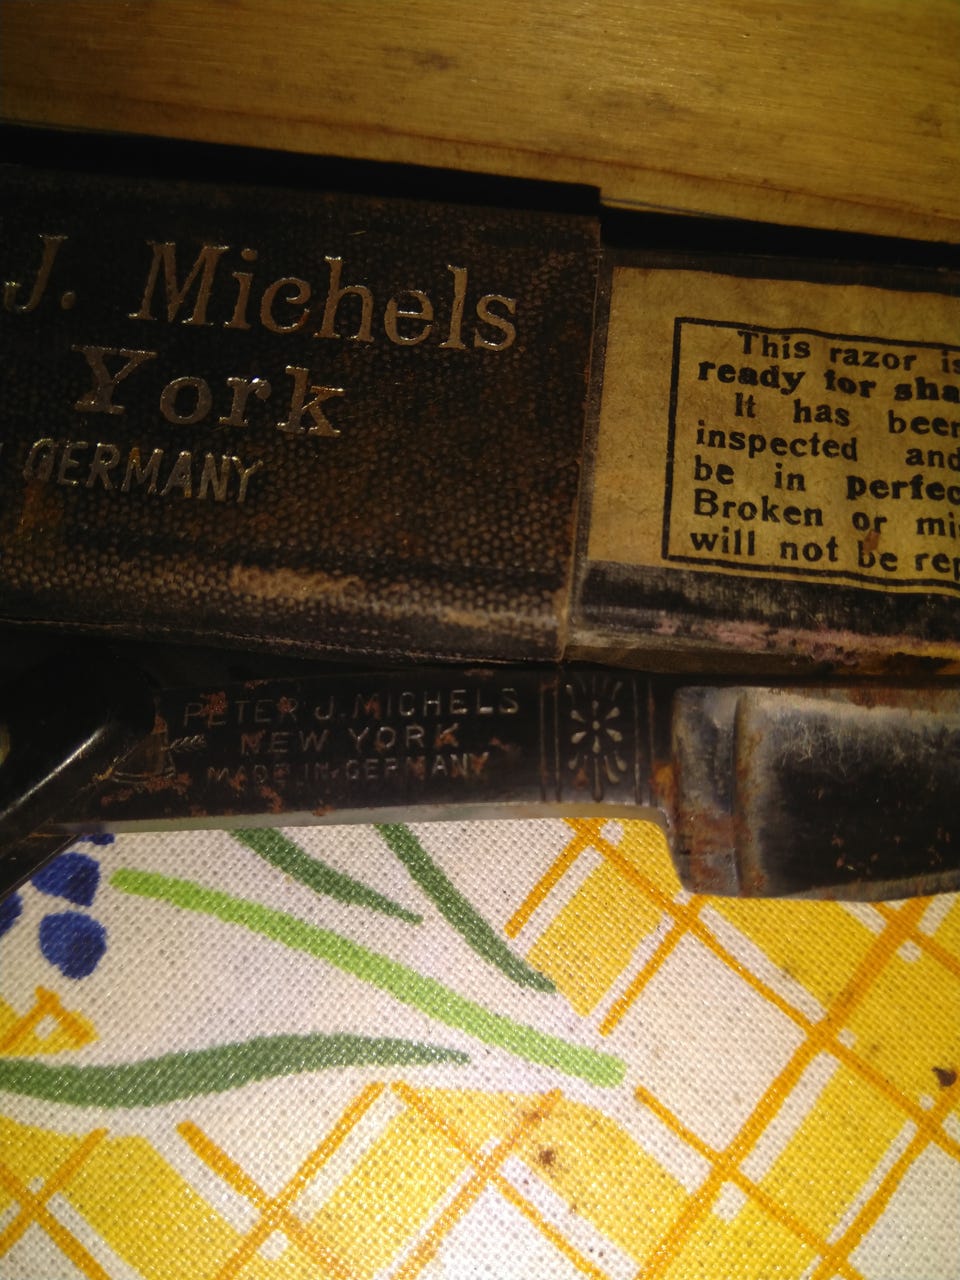 J. Michels
York
GERMANY
This razor is
ready for sha
It has been
inspected and
be in perfec
Broken or mi
will not be rep
PETER J. MICHELS
NEW YORK
MADE IN GERMANY